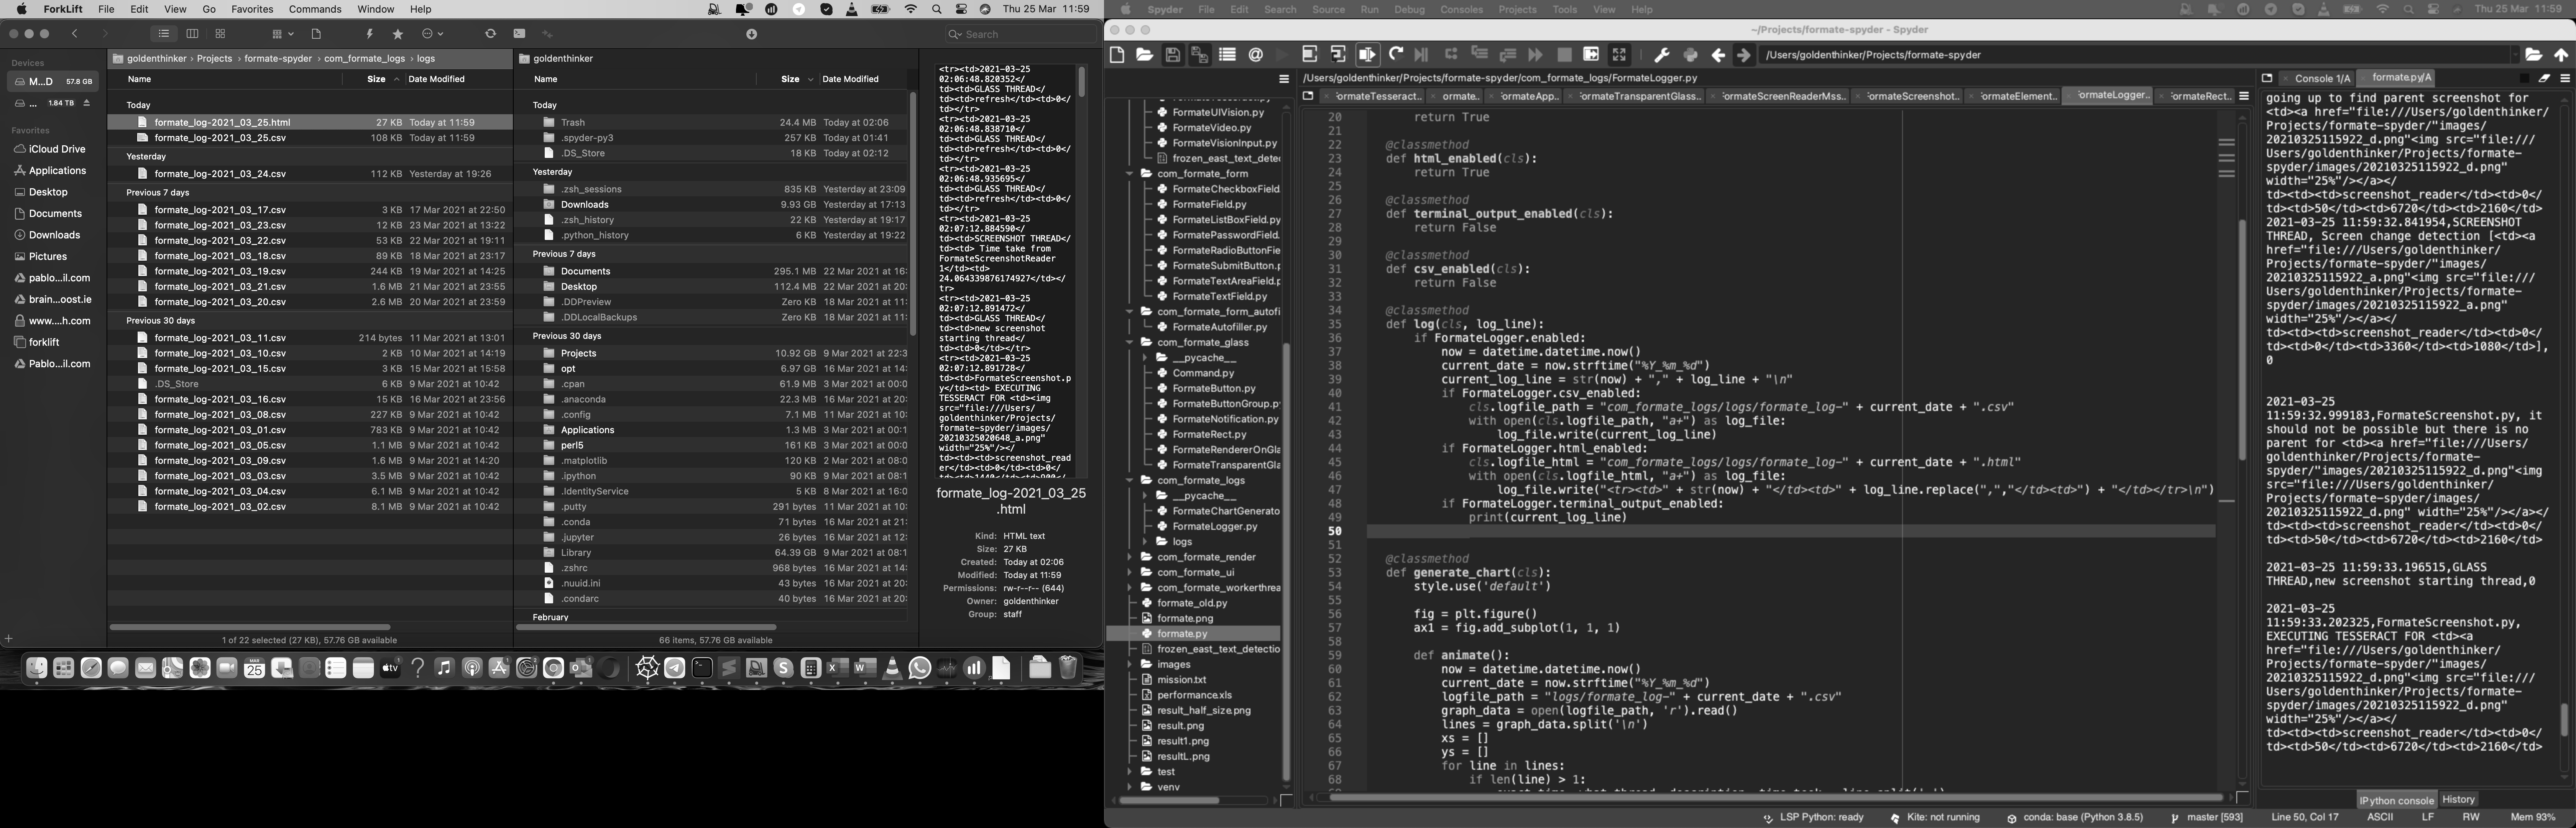 ForkLift File Edit View Go Favorites Commands Window Help Thu 25 Mar 11:59
Search
Devices
M...D 57.8 GB
... 1.84 TB
Favorites
iCloud Drive
Applications
Desktop
Documents
Downloads
Pictures
pablo...il.com
brain...oost.ie
www....h.com
forklift
Pablo...il.com
goldenthinker › Projects › formate-spyder › com_formate_logs › logs
Name Size Date Modified
Today
formate_log-2021_03_25.html 27 KB Today at 11:59
formate_log-2021_03_25.csv 108 KB Today at 11:59
Yesterday
formate_log-2021_03_24.csv 112 KB Yesterday at 19:26
Previous 7 days
formate_log-2021_03_17.csv 3 KB 17 Mar 2021 at 22:50
formate_log-2021_03_23.csv 12 KB 23 Mar 2021 at 13:22
formate_log-2021_03_22.csv 53 KB 22 Mar 2021 at 19:11
formate_log-2021_03_18.csv 89 KB 18 Mar 2021 at 23:17
formate_log-2021_03_19.csv 244 KB 19 Mar 2021 at 14:25
formate_log-2021_03_21.csv 1.6 MB 21 Mar 2021 at 23:55
formate_log-2021_03_20.csv 2.6 MB 20 Mar 2021 at 23:59
Previous 30 days
formate_log-2021_03_11.csv 214 bytes 11 Mar 2021 at 13:01
formate_log-2021_03_10.csv 2 KB 10 Mar 2021 at 14:19
formate_log-2021_03_15.csv 3 KB 15 Mar 2021 at 15:58
.DS_Store 6 KB 9 Mar 2021 at 10:42
formate_log-2021_03_16.csv 15 KB 16 Mar 2021 at 23:56
formate_log-2021_03_08.csv 227 KB 9 Mar 2021 at 10:42
formate_log-2021_03_01.csv 783 KB 9 Mar 2021 at 10:42
formate_log-2021_03_05.csv 1.1 MB 9 Mar 2021 at 10:42
formate_log-2021_03_09.csv 1.6 MB 9 Mar 2021 at 14:20
formate_log-2021_03_03.csv 3.5 MB 9 Mar 2021 at 10:42
formate_log-2021_03_04.csv 6.1 MB 9 Mar 2021 at 10:42
formate_log-2021_03_02.csv 8.1 MB 9 Mar 2021 at 10:42
1 of 22 selected (27 KB), 57.76 GB available
goldenthinker
Name Size Date Modified
Today
Trash 24.4 MB Today at 02:06
.spyder-py3 257 KB Today at 01:41
.DS_Store 18 KB Today at 02:12
Yesterday
.zsh_sessions 835 KB Yesterday at 23:09
Downloads 9.93 GB Yesterday at 17:13
.zsh_history 22 KB Yesterday at 19:17
.python_history 6 KB Yesterday at 19:22
Previous 7 days
Documents 295.1 MB 22 Mar 2021 at 16:
Desktop 112.4 MB 22 Mar 2021 at 20:
.DDPreview Zero KB 18 Mar 2021 at 11:
.DDLocalBackups Zero KB 18 Mar 2021 at 11:
Previous 30 days
Projects 10.92 GB 9 Mar 2021 at 22:3
opt 6.97 GB 16 Mar 2021 at 14:
.cpan 61.9 MB 3 Mar 2021 at 00:0
.anaconda 22.3 MB 16 Mar 2021 at 20:
.config 7.1 MB 11 Mar 2021 at 10:
Applications 1.3 MB 3 Mar 2021 at 00:1
perl5 161 KB 3 Mar 2021 at 00:0
.matplotlib 120 KB 2 Mar 2021 at 08:0
.ipython 90 KB 9 Mar 2021 at 08:1
.IdentityService 5 KB 8 Mar 2021 at 16:0
.putty 291 bytes 11 Mar 2021 at 10:
.conda 71 bytes 16 Mar 2021 at 21:
.jupyter 26 bytes 16 Mar 2021 at 12:
Library 64.39 GB 9 Mar 2021 at 08:1
.zshrc 968 bytes 16 Mar 2021 at 14:
.nuuid.ini 43 bytes 16 Mar 2021 at 20:
.condarc 40 bytes 16 Mar 2021 at 20:
February
66 items, 57.76 GB available
<tr><td>2021-03-25
02:06:48.820352</
td><td>GLASS THREAD</
td><td>refresh</td><td>0</
td></tr>
<tr><td>2021-03-25
02:06:48.838710</
td><td>GLASS THREAD</
td><td>refresh</td><td>0</
td></tr>
<tr><td>2021-03-25
02:06:48.935695</
td><td>GLASS THREAD</
td><td>refresh</td><td>0</
td></tr>
<tr><td>2021-03-25
02:07:12.884590</
td><td>SCREENSHOT THREAD</
td><td> Time take from
FormateScreenshotReader
1</td><td>
24.064339876174927</td></
tr>
<tr><td>2021-03-25
02:07:12.891472</
td><td>GLASS THREAD</
td><td>new screenshot
starting thread</
td><td>0</td></tr>
<tr><td>2021-03-25
02:07:12.891728</
td><td>FormateScreenshot.p
y</td><td> EXECUTING
TESSERACT FOR <td><img
src="file:///Users/
goldenthinker/Projects/
formate-spyder/images/
20210325020648_a.png"
width="25%"/></
td><td>screenshot_read
er</td><td>0</td><td>0</
formate_log-2021_03_25
.html
Kind: HTML text
Size: 27 KB
Created: Today at 02:06
Modified: Today at 11:59
Permissions: rw-r--r-- (644)
Owner: goldenthinker
Group: staff
Spyder File Edit Search Source Run Debug Consoles Projects Tools View Help Thu 25 Mar 11:59
~/Projects/formate-spyder - Spyder
/Users/goldenthinker/Projects/formate-spyder
FormateUIVision.py
FormateVideo.py
FormateVisionInput.py
frozen_east_text_dete
com_formate_form
FormateCheckboxField
FormateField.py
FormateListBoxField.py
FormatePasswordField.
FormateRadioButtonFie
FormateSubmitButton.p
FormateTextAreaField.p
FormateTextField.py
com_formate_form_autofi
FormateAutofiller.py
com_formate_glass
__pycache__
Command.py
FormateButton.py
FormateButtonGroup.py
FormateNotification.py
FormateRect.py
FormateRendererOnGla
FormateTransparentGla
com_formate_logs
__pycache__
FormateChartGenerato
FormateLogger.py
logs
com_formate_render
com_formate_ui
com_formate_workerthrea
formate_old.py
formate.png
formate.py
frozen_east_text_detectio
images
mission.txt
performance.xls
result_half_size.png
result.png
result1.png
resultL.png
test
venv
/Users/goldenthinker/Projects/formate-spyder/com_formate_logs/FormateLogger.py
ormateTesseract.. ormate.. ormateApp.. ormateTransparentGlass.. ormateScreenReaderMss.. ormateScreenshot.. ormateElement.. ormateLogger.. ormateRect..
20 return True
21
22 @classmethod
23 def html_enabled(cls):
24 return True
25
26 @classmethod
27 def terminal_output_enabled(cls):
28 return False
29
30 @classmethod
31 def csv_enabled(cls):
32 return False
33
34 @classmethod
35 def log(cls, log_line):
36 if FormateLogger.enabled:
37 now = datetime.datetime.now()
38 current_date = now.strftime("%Y_%m_%d")
39 current_log_line = str(now) + "," + log_line + "\n"
40 if FormateLogger.csv_enabled:
41 cls.logfile_path = "com_formate_logs/logs/formate_log-" + current_date + ".csv"
42 with open(cls.logfile_path, "a+") as log_file:
43 log_file.write(current_log_line)
44 if FormateLogger.html_enabled:
45 cls.logfile_html = "com_formate_logs/logs/formate_log-" + current_date + ".html"
46 with open(cls.logfile_html, "a+") as log_file:
47 log_file.write("<tr><td>" + str(now) + "</td><td>" + log_line.replace(",","</td><td>") + "</td></tr>\n")
48 if FormateLogger.terminal_output_enabled:
49 print(current_log_line)
50
51
52 @classmethod
53 def generate_chart(cls):
54 style.use('default')
55
56 fig = plt.figure()
57 ax1 = fig.add_subplot(1, 1, 1)
58
59 def animate():
60 now = datetime.datetime.now()
61 current_date = now.strftime("%Y_%m_%d")
62 logfile_path = "logs/formate_log-" + current_date + ".csv"
63 graph_data = open(logfile_path, 'r').read()
64 lines = graph_data.split('\n')
65 xs = []
66 ys = []
67 for line in lines:
68 if len(line) > 1:
Console 1/A formate.py/A
going up to find parent screenshot for
<td><a href="file:///Users/goldenthinker/
Projects/formate-spyder/"images/
20210325115922_d.png"<img src="file:///
Users/goldenthinker/Projects/formate-
spyder/images/20210325115922_d.png"
width="25%"/></a></
td><td>screenshot_reader</td><td>0</
td><td>50</td><td>6720</td><td>2160</td>
2021-03-25 11:59:32.841954,SCREENSHOT
THREAD, Screen change detection [<td><a
href="file:///Users/goldenthinker/
Projects/formate-spyder/"images/
20210325115922_a.png"<img src="file:///
Users/goldenthinker/Projects/formate-
spyder/images/20210325115922_a.png"
width="25%"/></a></
td><td>screenshot_reader</td><td>0</
td><td>0</td><td>3360</td><td>1080</td>],
0
2021-03-25
11:59:32.999183,FormateScreenshot.py, it
should not be possible but there is no
parent for <td><a href="file:///Users/
goldenthinker/Projects/formate-
spyder/"images/20210325115922_d.png"<img
src="file:///Users/goldenthinker/
Projects/formate-spyder/images/
20210325115922_d.png" width="25%"/></a></
td><td>screenshot_reader</td><td>0</
td><td>50</td><td>6720</td><td>2160</td>
2021-03-25 11:59:33.196515,GLASS
THREAD,new screenshot starting thread,0
2021-03-25
11:59:33.202325,FormateScreenshot.py,
EXECUTING TESSERACT FOR <td><a
href="file:///Users/goldenthinker/
Projects/formate-spyder/"images/
20210325115922_d.png"<img src="file:///
Users/goldenthinker/Projects/formate-
spyder/images/20210325115922_d.png"
width="25%"/></a></
td><td>screenshot_reader</td><td>0</
td><td>50</td><td>6720</td><td>2160</td>
IPython console History
LSP Python: ready Kite: not running conda: base (Python 3.8.5) master [593] Line 50, Col 17 ASCII LF RW Mem 93%